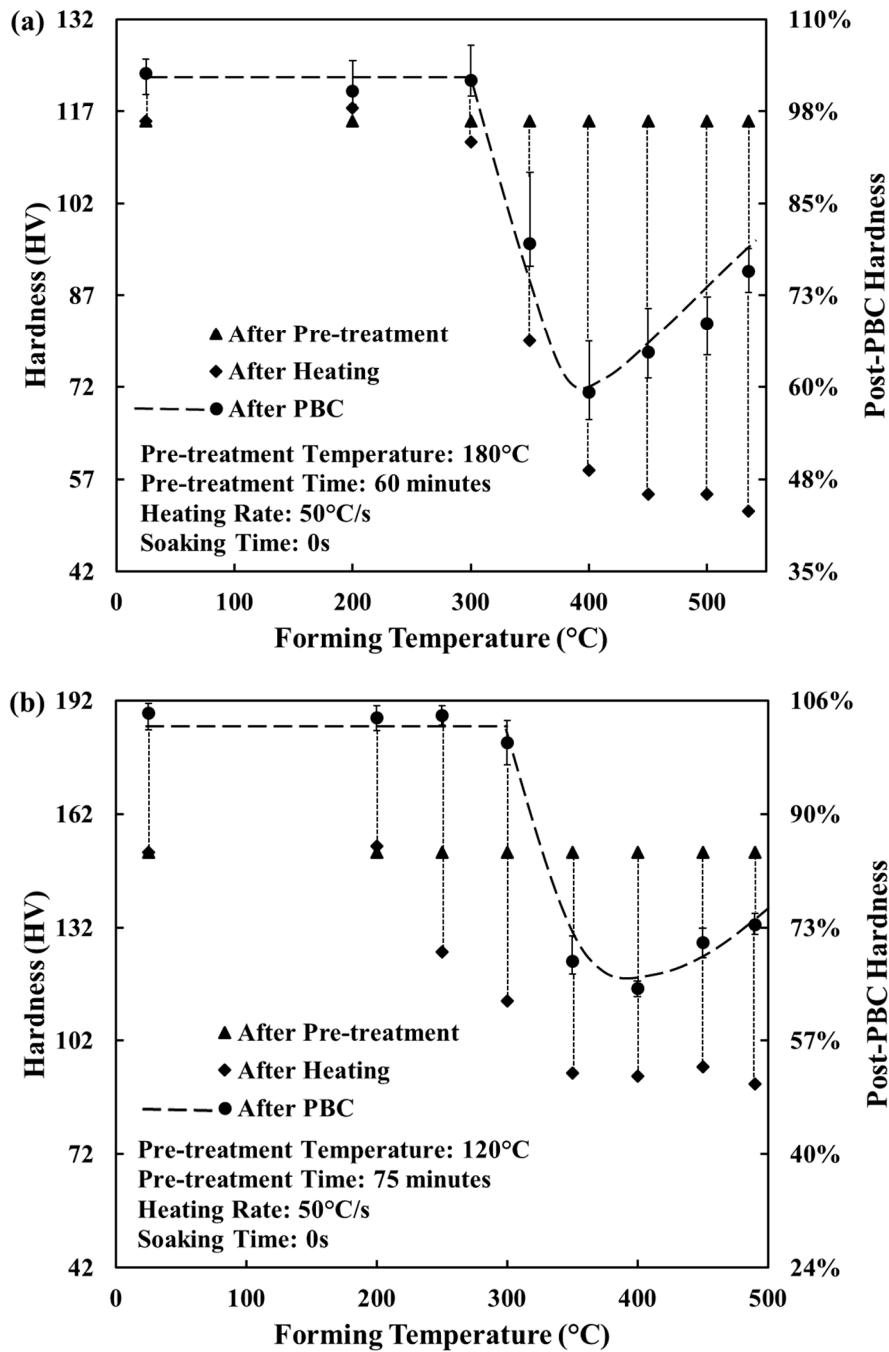 (a)
132
117
102
87
72
57
42
Hardness (HV)
110%
98%
85%
73%
60%
48%
35%
Post-PBC Hardness
After Pre-treatment
After Heating
After PBC
Pre-treatment Temperature: 180°C
Pre-treatment Time: 60 minutes
Heating Rate: 50°C/s
Soaking Time: 0s
0 100 200 300 400 500
Forming Temperature (°C)
(b)
192
162
132
102
72
42
Hardness (HV)
106%
90%
73%
57%
40%
24%
Post-PBC Hardness
After Pre-treatment
After Heating
After PBC
Pre-treatment Temperature: 120°C
Pre-treatment Time: 75 minutes
Heating Rate: 50°C/s
Soaking Time: 0s
0 100 200 300 400 500
Forming Temperature (°C)